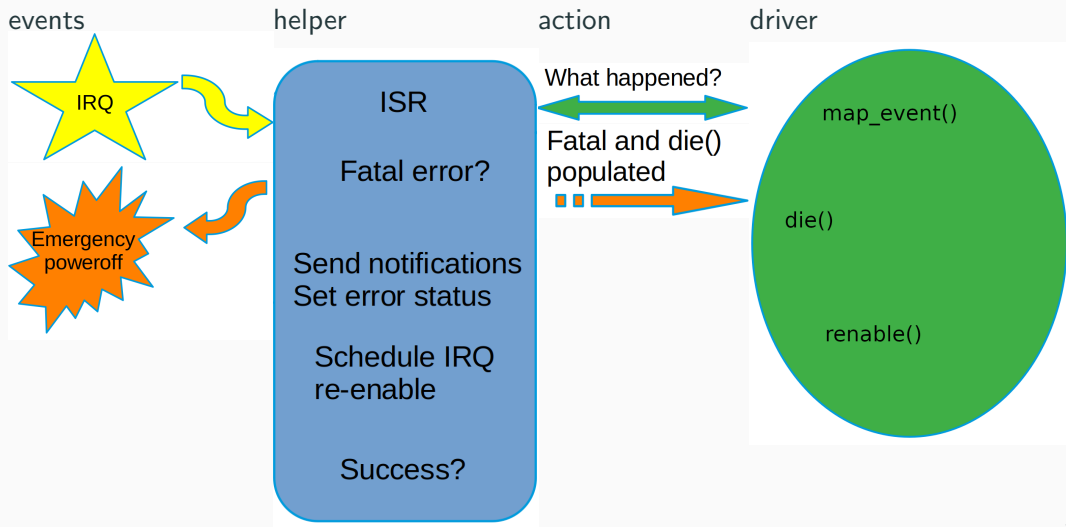 events
helper
action
driver
IRQ
Emergency
poweroff
ISR
Fatal error?
Send notifications
Set error status
Schedule IRQ
re-enable
Success?
What happened?
Fatal and die()
populated
map_event()
die()
renable()